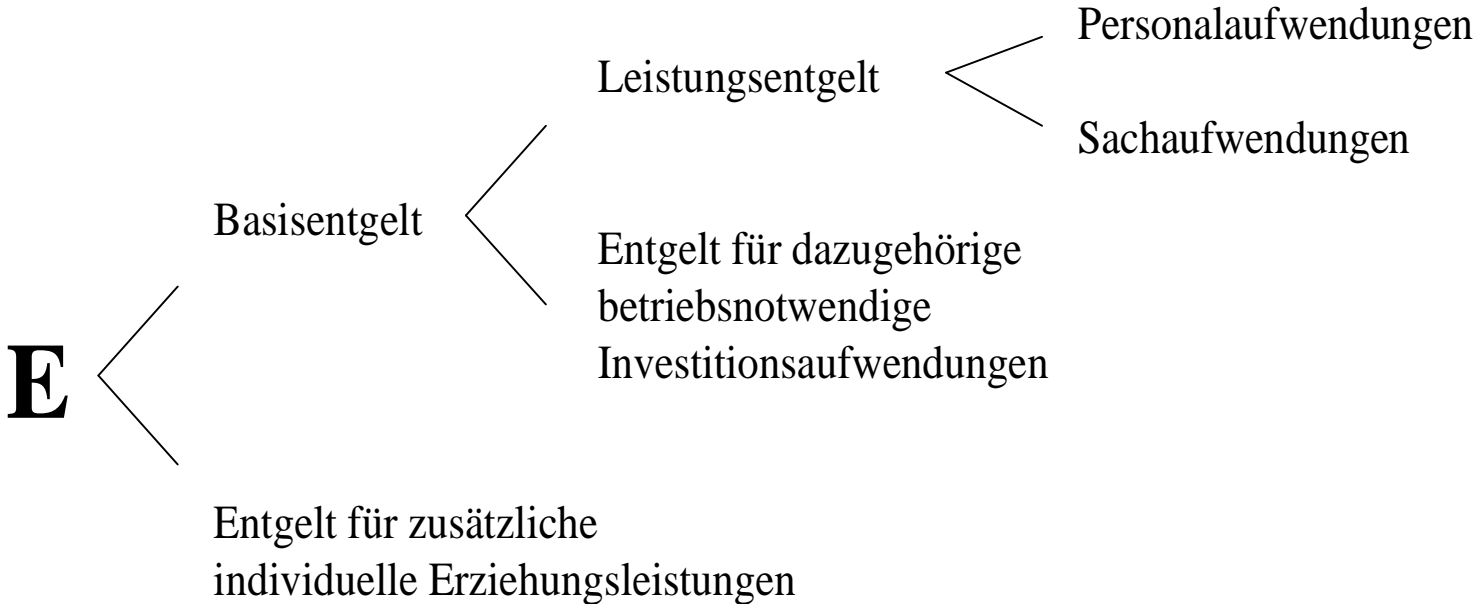 Personalaufwendungen
Leistungsentgelt
Sachaufwendungen
Basisentgelt
Entgelt für dazugehörige
betriebsnotwendige
Investitionsaufwendungen
E
Entgelt für zusätzliche
individuelle Erziehungsleistungen